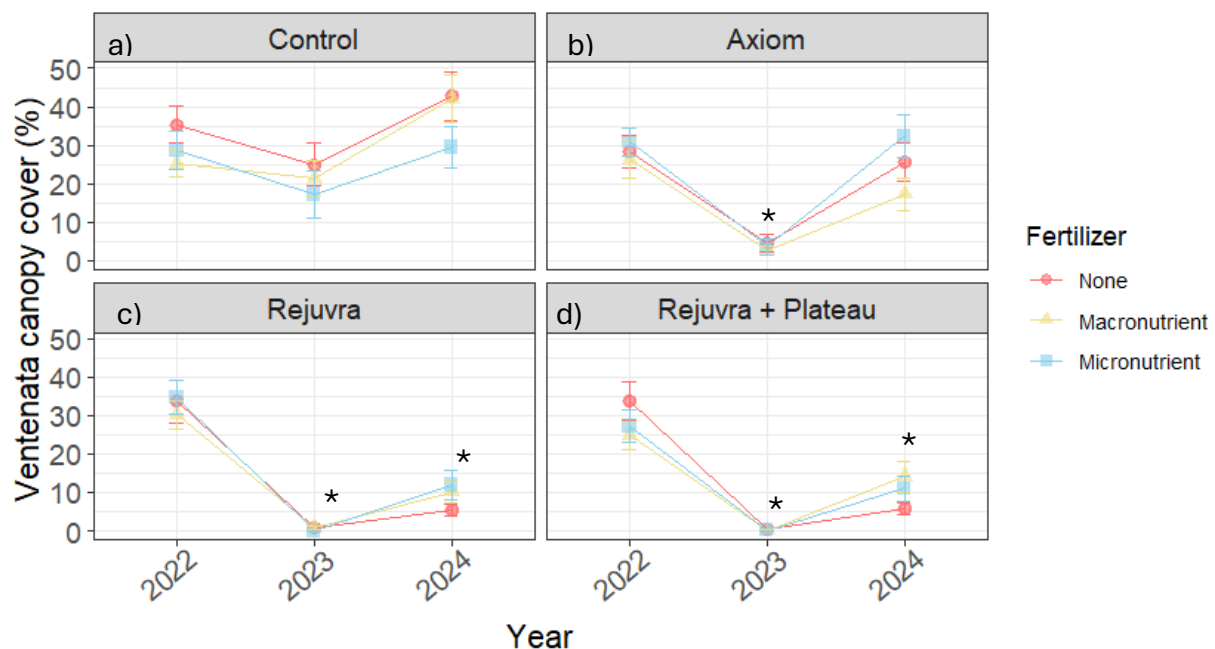 a) Control
b) Axiom
Ventenata canopy cover (%)
50
40
30
20
10
0
*
c) Rejuvra
d) Rejuvra + Plateau
50
40
30
20
10
0
*
*
*
*
2022
2023
2024
2022
2023
2024
Year
Fertilizer
None
Macronutrient
Micronutrient